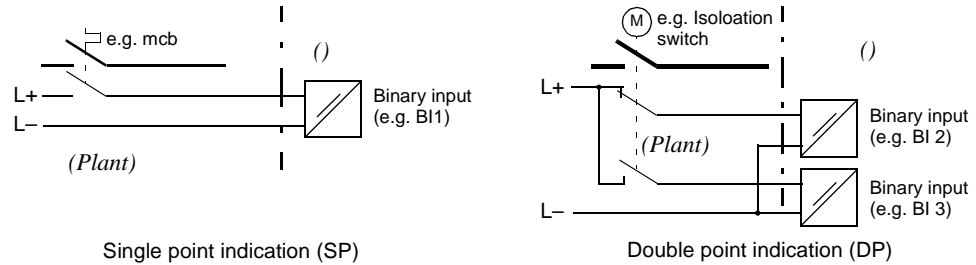 e.g. mcb
()
L+
L–
Binary input
(e.g. BI1)
(Plant)
Single point indication (SP)
M
e.g. Isoloation
switch
()
L+
Binary input
(e.g. BI 2)
(Plant)
Binary input
(e.g. BI 3)
L–
Double point indication (DP)